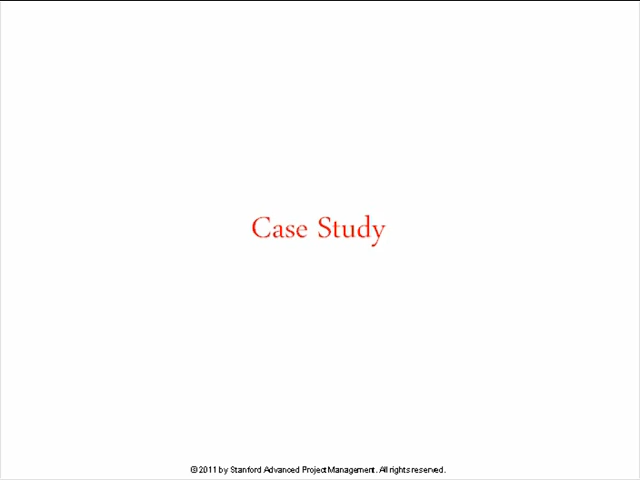 Case Study
© 2011 by Stanford Advanced Project Management. All rights reserved.